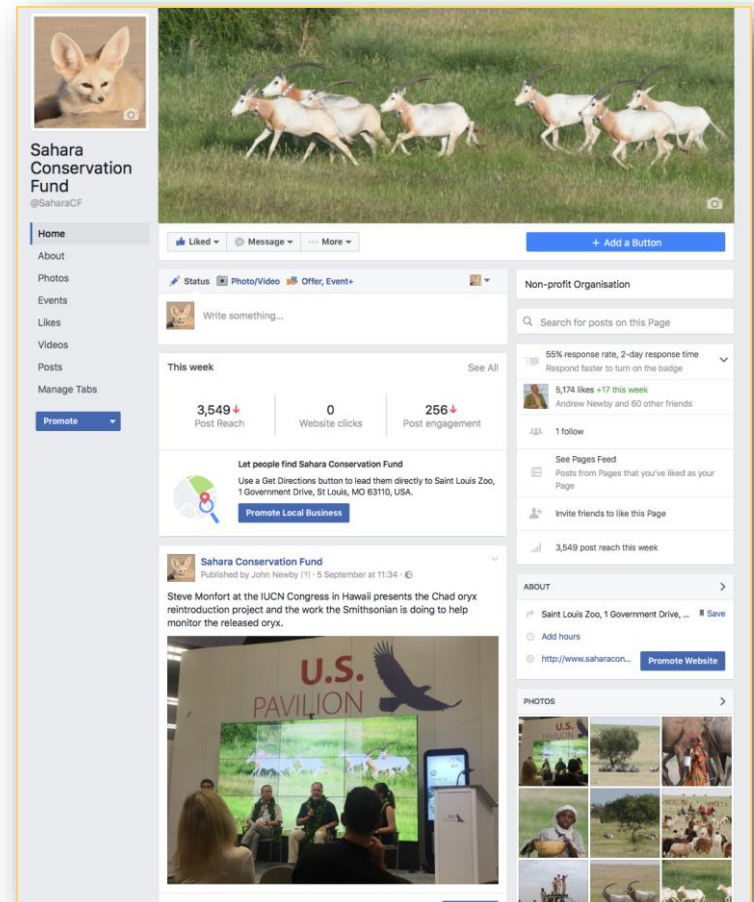 Sahara
Conservation
Fund
@SaharaCF
Home
About
Photos
Events
Likes
Videos
Posts
Manage Tabs
Promote
Liked
Message
More
+ Add a Button
Status
Photo/Video
Offer, Event+
Write something...
This week
See All
3,549
Post Reach
0
Website clicks
256
Post engagement
Let people find Sahara Conservation Fund
Use a Get Directions button to lead them directly to Saint Louis Zoo,
1 Government Drive, St Louis, MO 63110, USA.
Promote Local Business
Sahara Conservation Fund
Published by John Newby (?) · 5 September at 11:34 ·
Steve Monfort at the IUCN Congress in Hawaii presents the Chad oryx
reintroduction project and the work the Smithsonian is doing to help
monitor the released oryx.
U.S.
PAVILION
U.S.
Non-profit Organisation
Search for posts on this Page
55% response rate, 2-day response time
Respond faster to turn on the badge
5,174 likes +17 this week
Andrew Newby and 60 other friends
1 follow
See Pages Feed
Posts from Pages that you've liked as your
Page
Invite friends to like this Page
3,549 post reach this week
ABOUT
Saint Louis Zoo, 1 Government Drive, ...
Save
Add hours
http://www.saharacon...
Promote Website
PHOTOS
U.S.
PAVILION